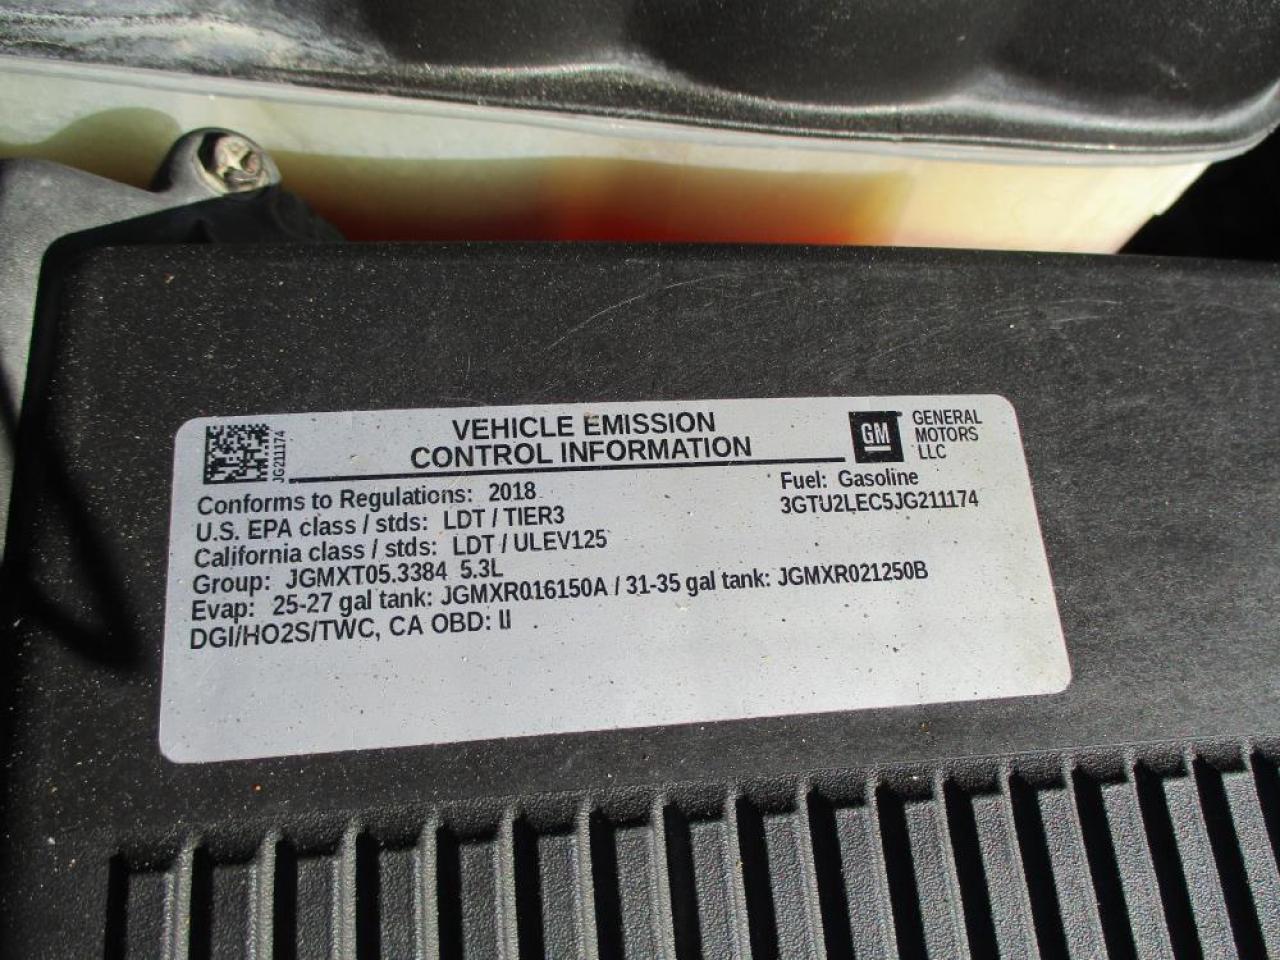 JG211174
VEHICLE EMISSION
CONTROL INFORMATION
GM
GENERAL
MOTORS
LLC
Conforms to Regulations: 2018
Fuel: Gasoline
U.S. EPA class / stds: LDT / TIER3
3GTU2LEC5JG211174
California class / stds: LDT / ULEV125
Group: JGMXT05.3384 5.3L
Evap: 25-27 gal tank: JGMXR016150A / 31-35 gal tank: JGMXR021250B
DGI/HO2S/TWC, CA OBD: II